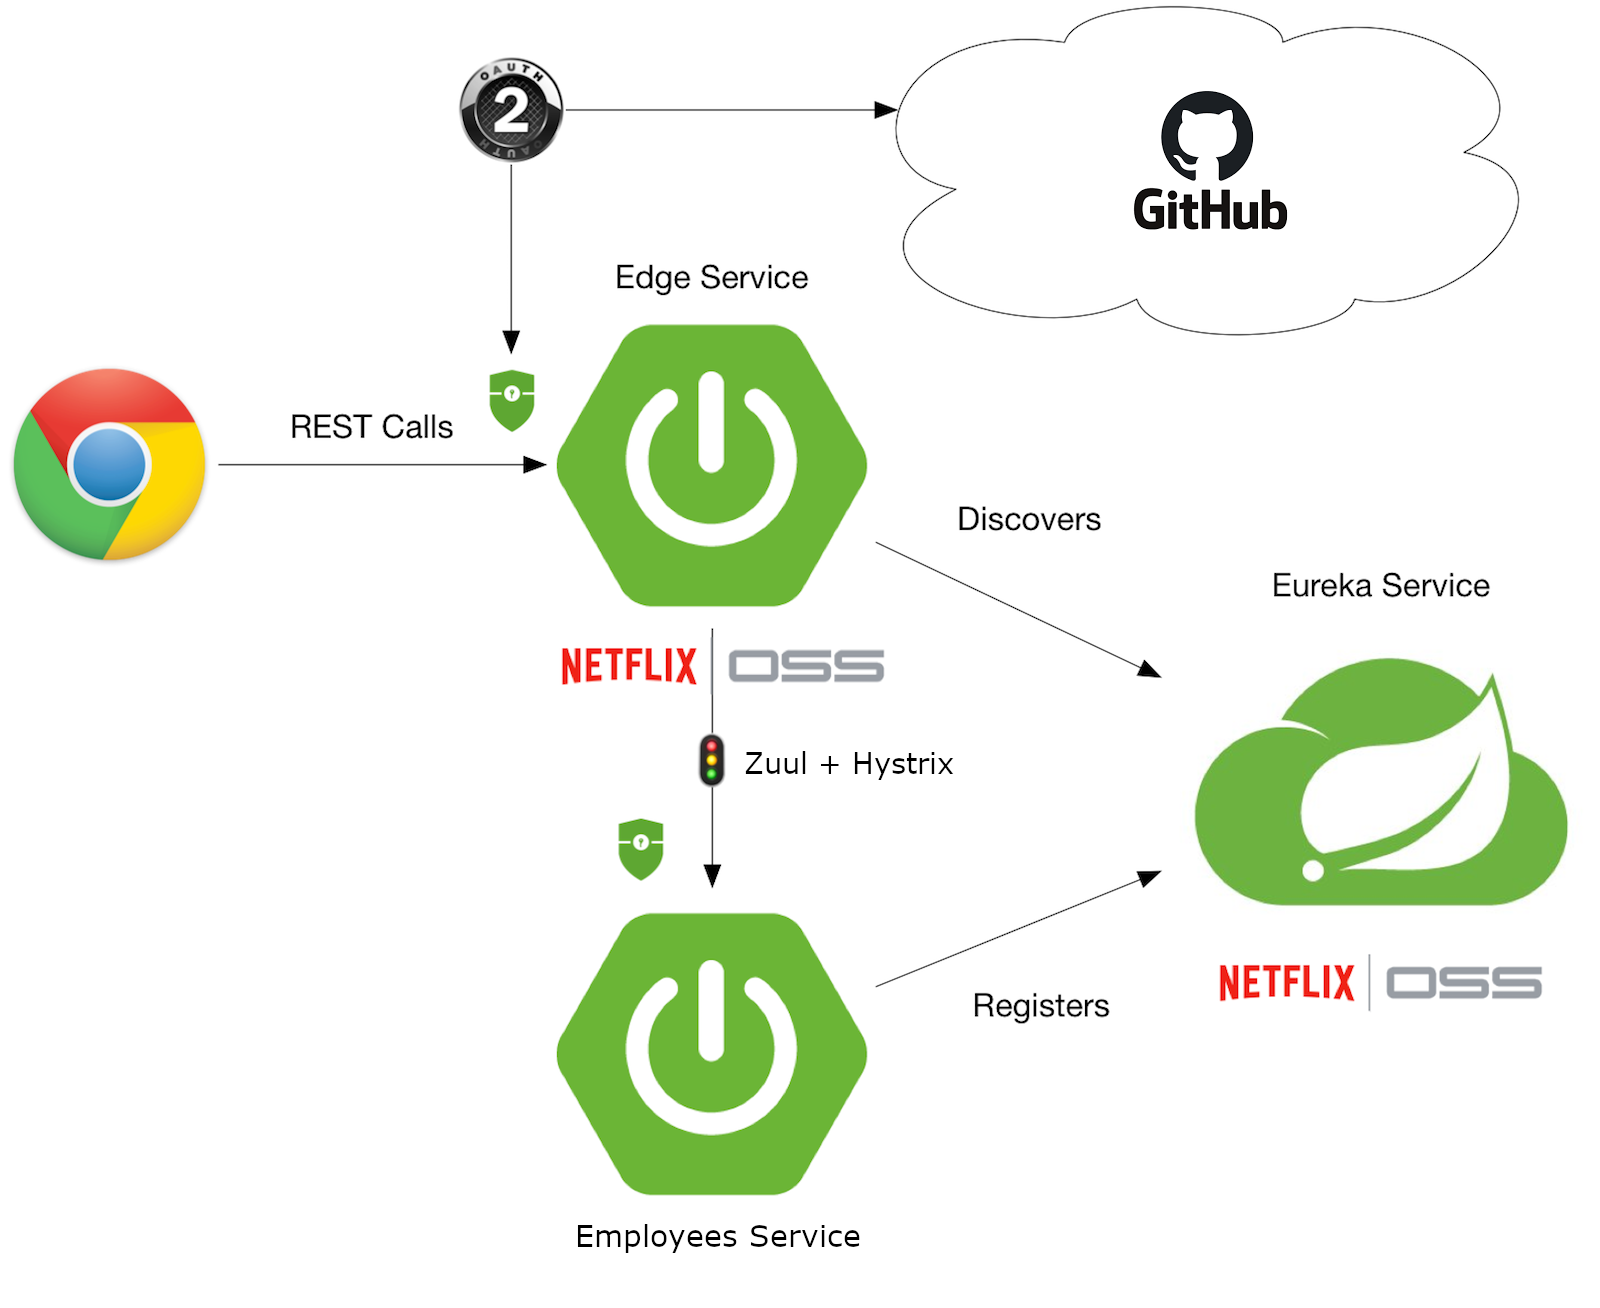 OAUTH
2
OAUTH
GitHub
Edge Service
REST Calls
Discovers
Eureka Service
NETFLIX OSS
Zuul + Hystrix
Registers
NETFLIX OSS
Employees Service